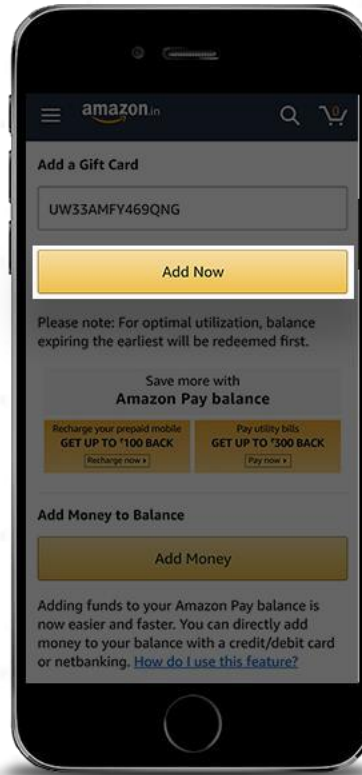 0
amazon.in
Add a Gift Card
UW33AMFY469QNG
Add Now
Please note: For optimal utilization, balance
expiring the earliest will be redeemed first.
Save more with
Amazon Pay balance
Recharge your prepaid mobile
GET UP TO ₹100 BACK
Recharge now ▸
Pay utility bills
GET UP TO ₹300 BACK
Pay now ▸
Add Money to Balance
Add Money
Adding funds to your Amazon Pay balance is
now easier and faster. You can directly add
money to your balance with a credit/debit card
or netbanking. How do I use this feature?